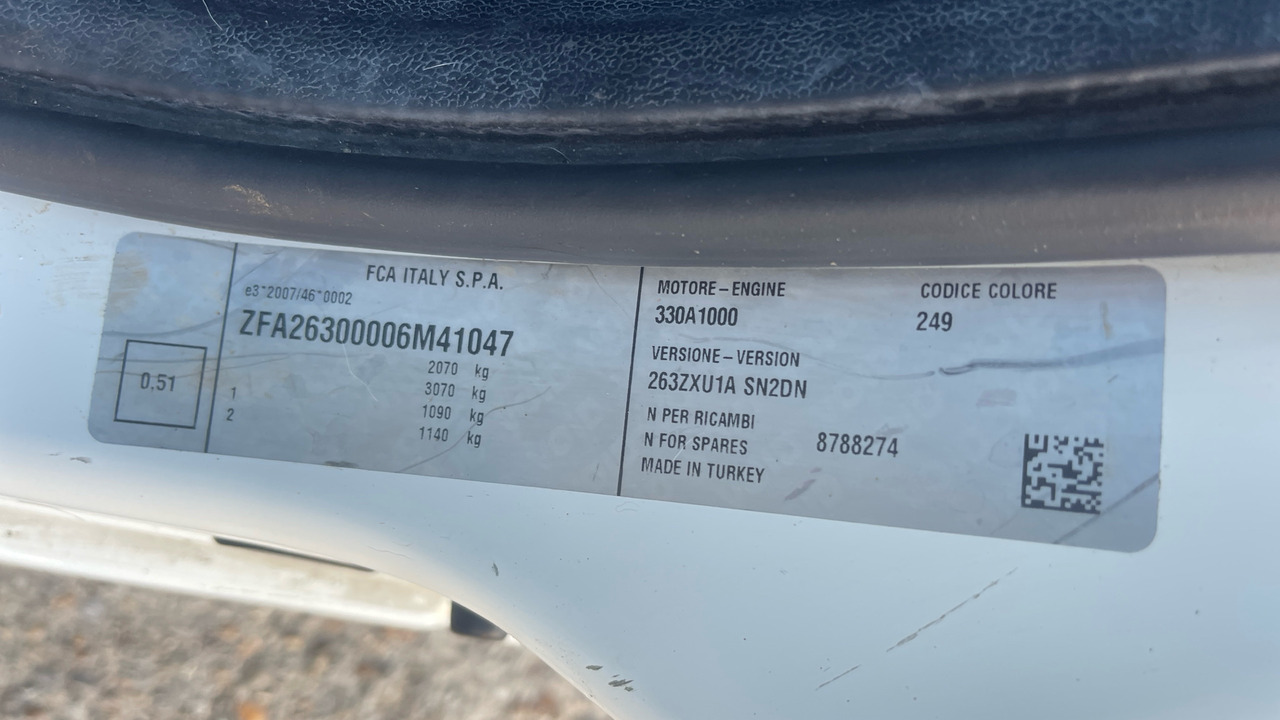 FCA ITALY S.P.A.
e3*2007/46*0002
ZFA26300006M41047
2070 kg
1 3070 kg
2 1090 kg
1140 kg
0.51
MOTORE – ENGINE
330A1000
CODICE COLORE
249
VERSIONE – VERSION
263ZXU1A SN2DN
N PER RICAMBI
N FOR SPARES 8788274
MADE IN TURKEY